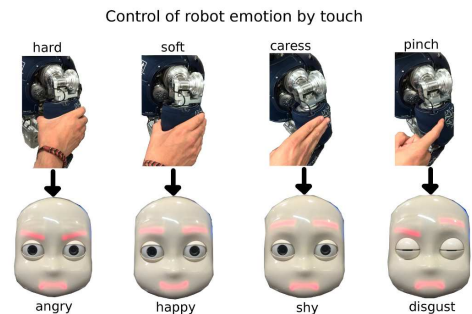 Control of robot emotion by touch
hard soft caress pinch
angry happy shy disgust